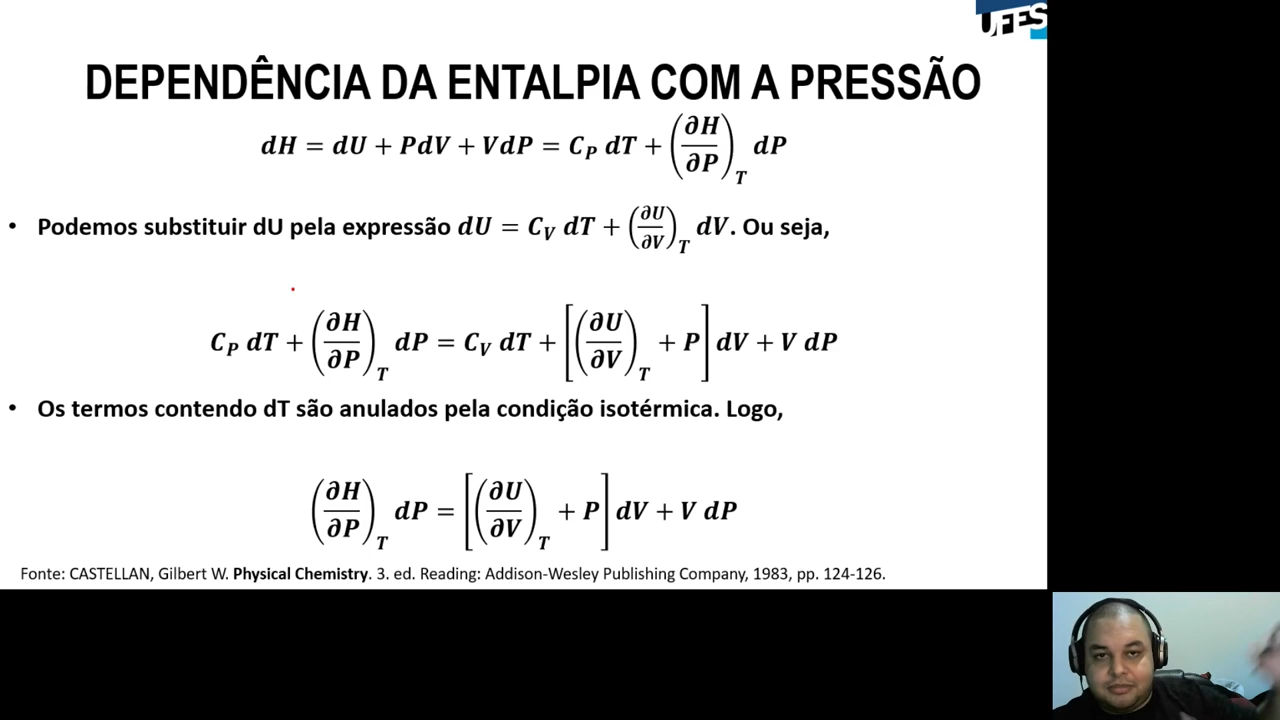 UFES
DEPENDÊNCIA DA ENTALPIA COM A PRESSÃO
dH = dU + PdV + VdP = C_P dT + (∂H/∂P)_T dP
• Podemos substituir dU pela expressão dU = C_V dT + (∂U/∂V)_T dV. Ou seja,
C_P dT + (∂H/∂P)_T dP = C_V dT + [(∂U/∂V)_T + P] dV + V dP
• Os termos contendo dT são anulados pela condição isotérmica. Logo,
(∂H/∂P)_T dP = [(∂U/∂V)_T + P] dV + V dP
Fonte: CASTELLAN, Gilbert W. Physical Chemistry. 3. ed. Reading: Addison-Wesley Publishing Company, 1983, pp. 124-126.